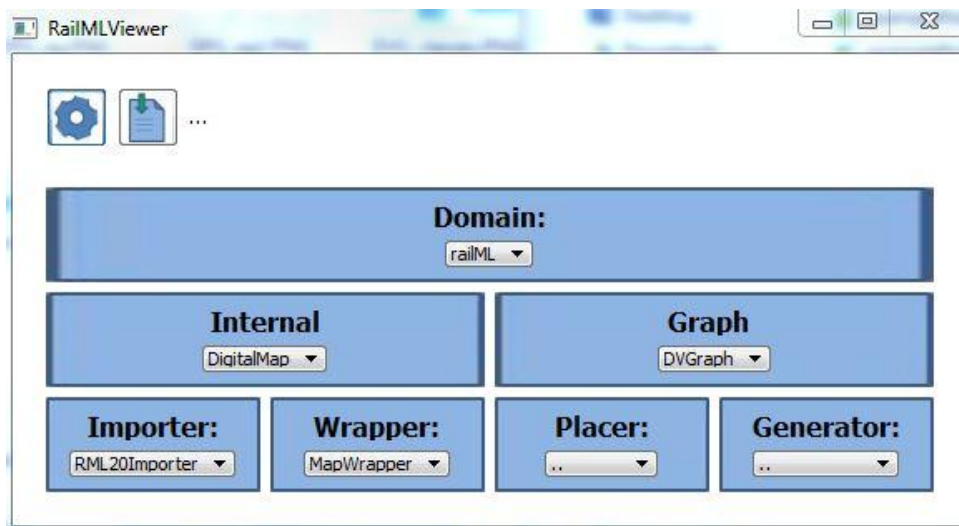 RailMLViewer
...
Domain:
railML
Internal
Graph
DigitalMap
DVGraph
Importer:
Wrapper:
Placer:
Generator:
RML20Importer
MapWrapper
..
..